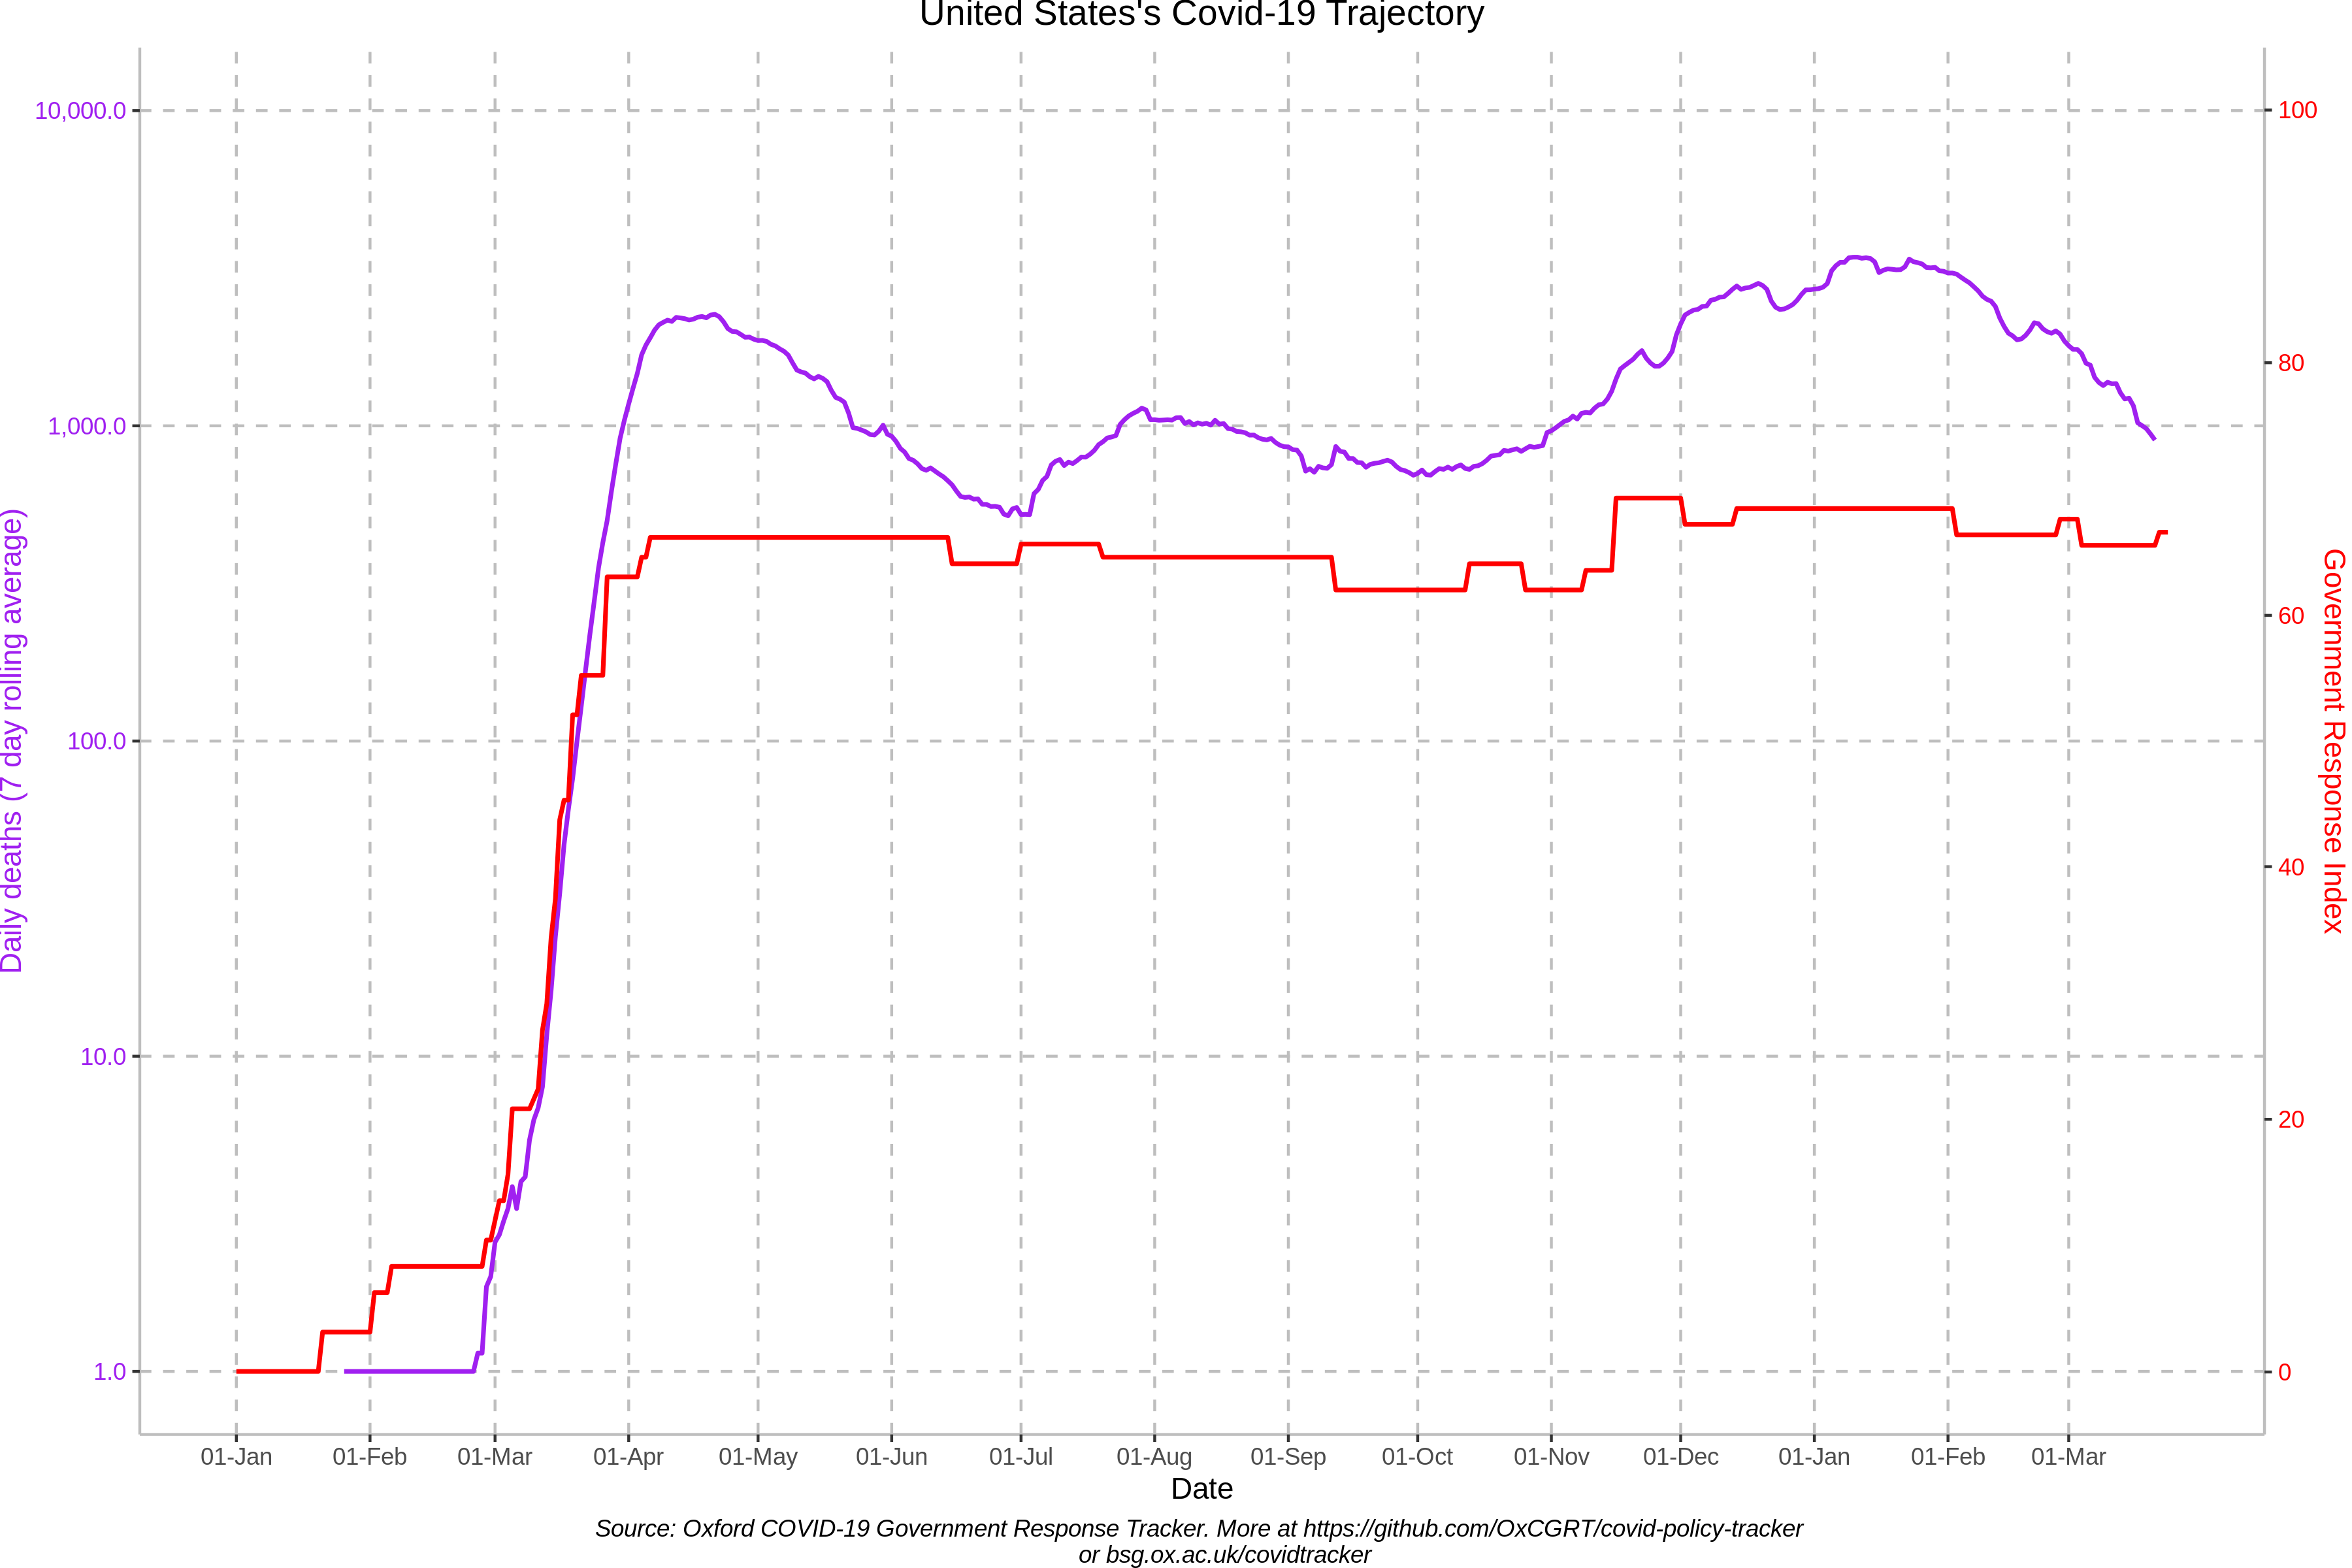 United States's Covid-19 Trajectory
Daily deaths (7 day rolling average)
10,000.0
1,000.0
100.0
10.0
1.0
100
80
60
40
20
0
Government Response Index
01-Jan 01-Feb 01-Mar 01-Apr 01-May 01-Jun 01-Jul 01-Aug 01-Sep 01-Oct 01-Nov 01-Dec 01-Jan 01-Feb 01-Mar
Date
Source: Oxford COVID-19 Government Response Tracker. More at https://github.com/OxCGRT/covid-policy-tracker
or bsg.ox.ac.uk/covidtracker